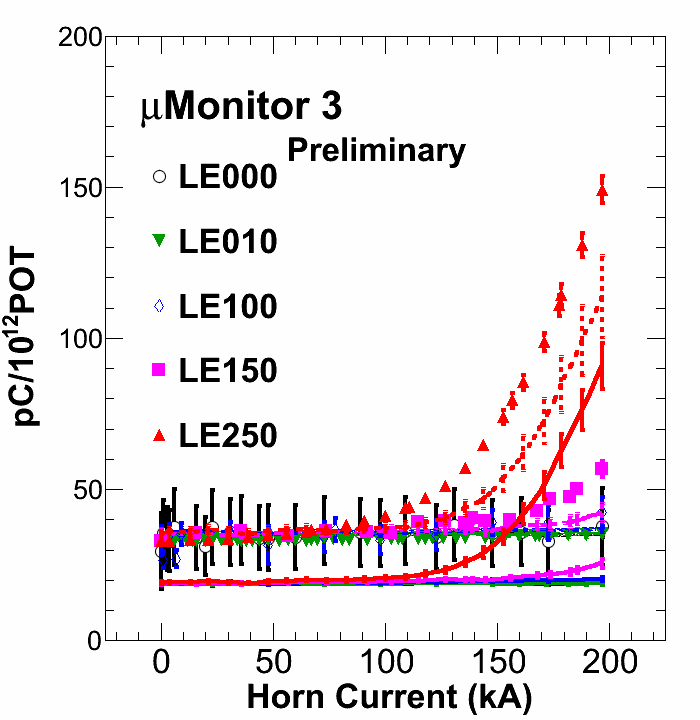 200
150
100
50
0
pC/10¹²POT
μMonitor 3
Preliminary
LE000
LE010
LE100
LE150
LE250
0 50 100 150 200
Horn Current (kA)